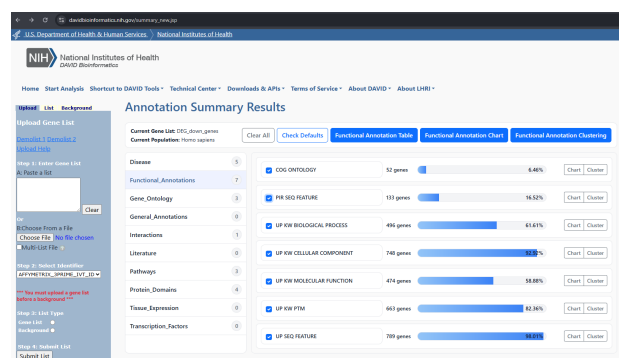 davidbioinformatics.nih.gov/summary_new.jsp
U.S. Department of Health & Human Services
National Institutes of Health
NIH
National Institutes of Health
DAVID Bioinformatics
Home Start Analysis Shortcut to DAVID Tools Technical Center Downloads & APIs Terms of Service About DAVID About LHRI
Upload List Background
Annotation Summary Results
Upload Gene List
Demolist 1 Demolist 2
Upload Help
Step 1: Enter Gene List
A: Paste a list
Clear
Or
B:Choose From a File
Choose File No file chosen
Multi-List File
Step 2: Select Identifier
AFFYMETRIX_3PRIME_IVT_ID
*** You must upload a gene list before a background ***
Step 3: List Type
Gene List
Background
Step 4: Submit List
Submit List
Current Gene List: DEG_down_genes
Current Population: Homo sapiens
Clear All Check Defaults Functional Annotation Table Functional Annotation Chart Functional Annotation Clustering
Disease 5
Functional_Annotations 7
Gene_Ontology 3
General_Annotations 0
Interactions 1
Literature 0
Pathways 3
Protein_Domains 4
Tissue_Expression 0
Transcription_Factors 0
COG ONTOLOGY 52 genes 6.46% Chart Cluster
PIR SEQ FEATURE 133 genes 16.52% Chart Cluster
UP KW BIOLOGICAL PROCESS 496 genes 61.61% Chart Cluster
UP KW CELLULAR COMPONENT 748 genes 92.92% Chart Cluster
UP KW MOLECULAR FUNCTION 474 genes 58.88% Chart Cluster
UP KW PTM 663 genes 82.36% Chart Cluster
UP SEQ FEATURE 789 genes 98.01% Chart Cluster